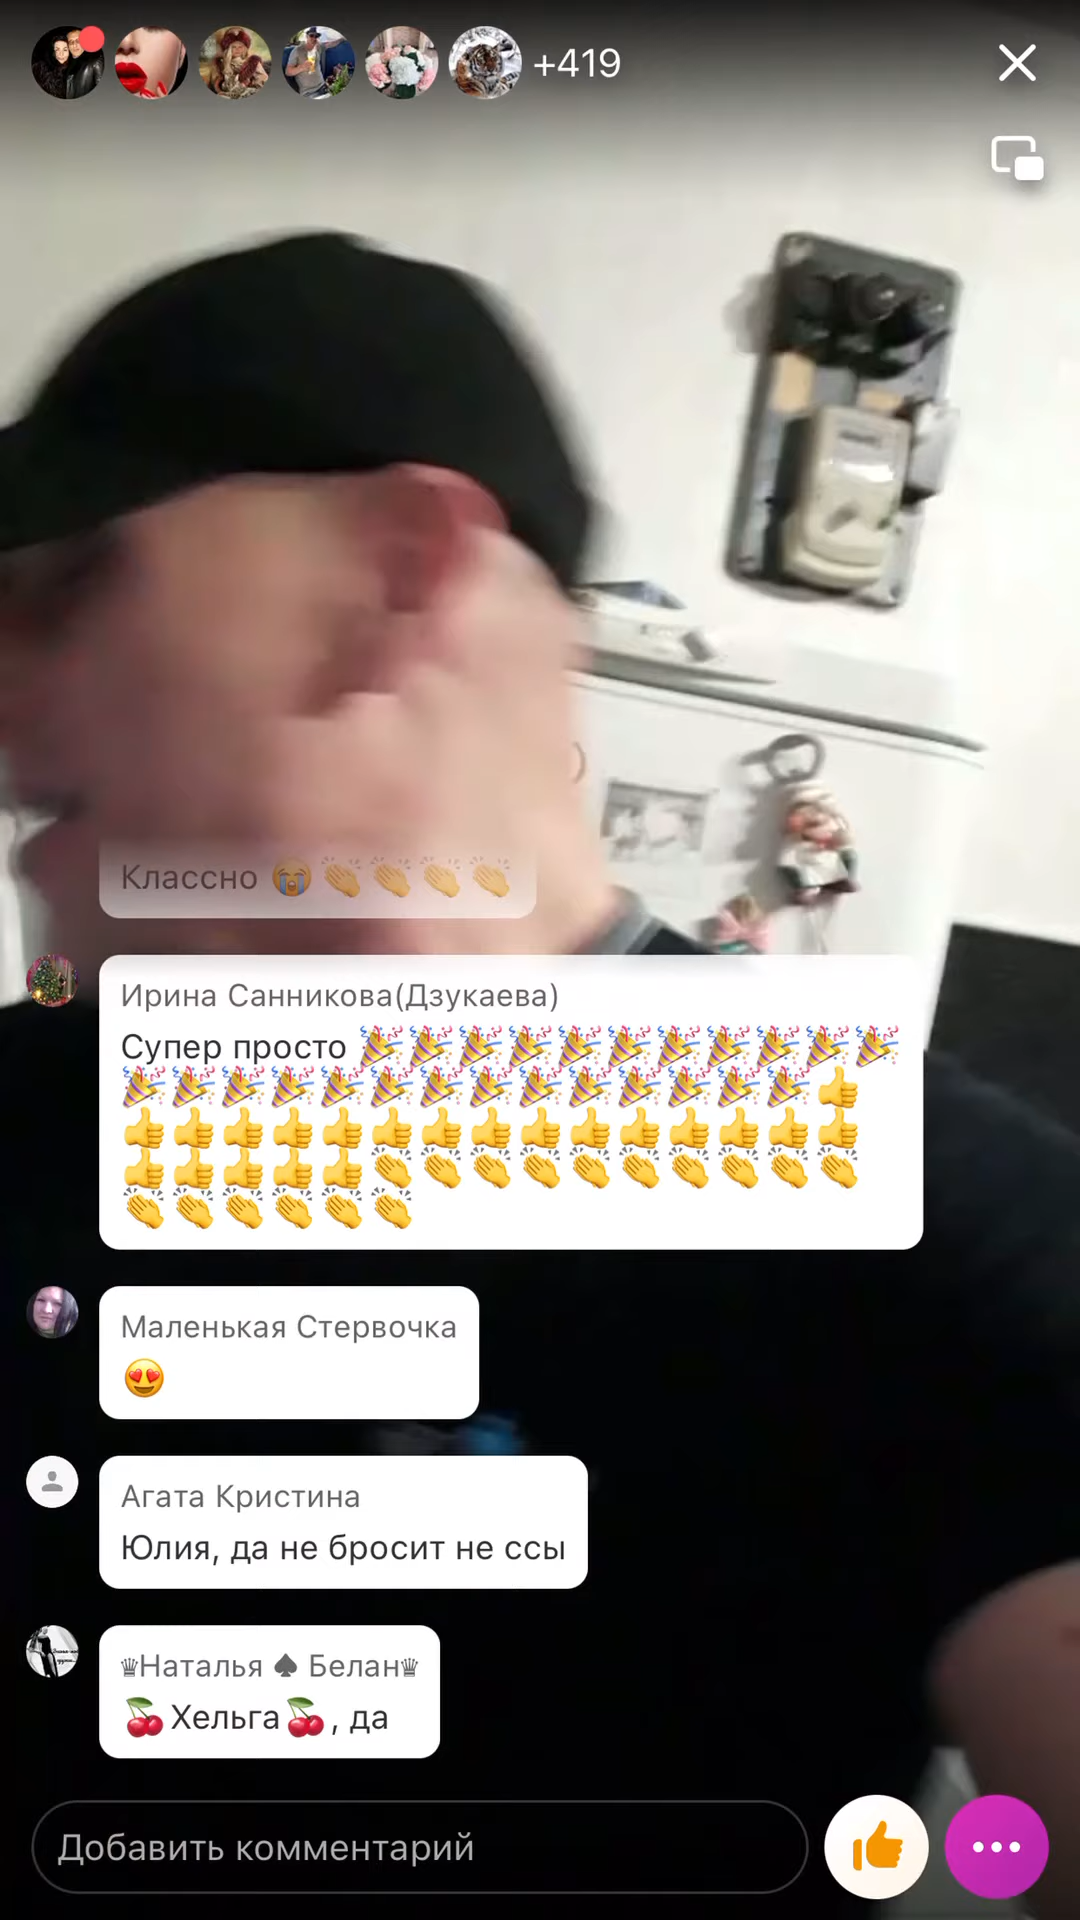 +419
Классно 😭👏👏👏👏
Ирина Санникова(Дзукаева)
Супер просто 🎉🎉🎉🎉🎉🎉🎉🎉🎉🎉🎉
🎉🎉🎉🎉🎉🎉🎉🎉🎉🎉🎉🎉🎉🎉👍
👍👍👍👍👍👍👍👍👍👍👍👍👍👍👍
👍👍👍👍👍👏👏👏👏👏👏👏👏👏👏
👏👏👏👏👏👏
Маленькая Стервочка
😍
Агата Кристина
Юлия, да не бросит не ссы
♕Наталья ♠ Белан♕
🍒Хельга🍒, да
Добавить комментарий